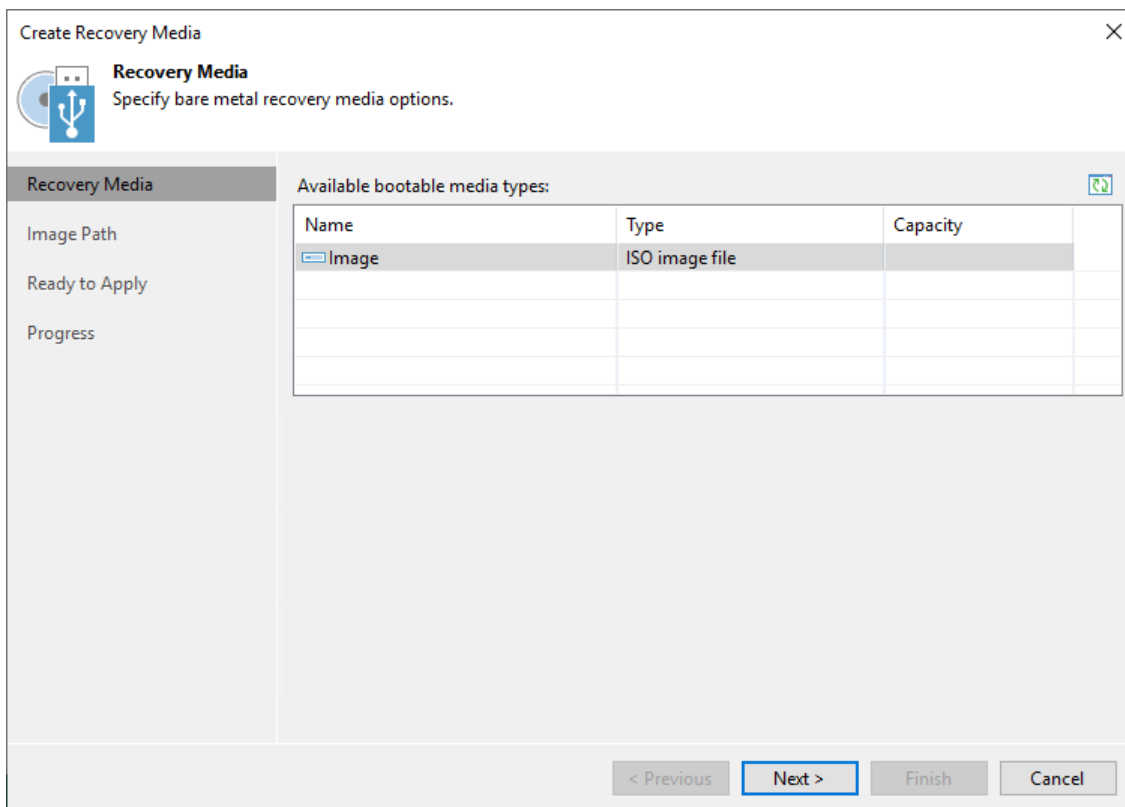 Create Recovery Media
Recovery Media
Specify bare metal recovery media options.
Recovery Media
Image Path
Ready to Apply
Progress
Available bootable media types:
Name Type Capacity
Image ISO image file
< Previous Next > Finish Cancel